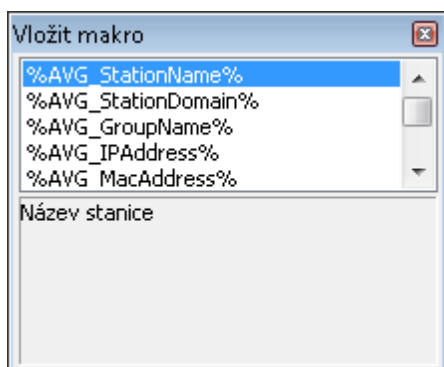 Vložit makro
%AVG_StationName%
%AVG_StationDomain%
%AVG_GroupName%
%AVG_IPAddress%
%AVG_MacAddress%
Název stanice